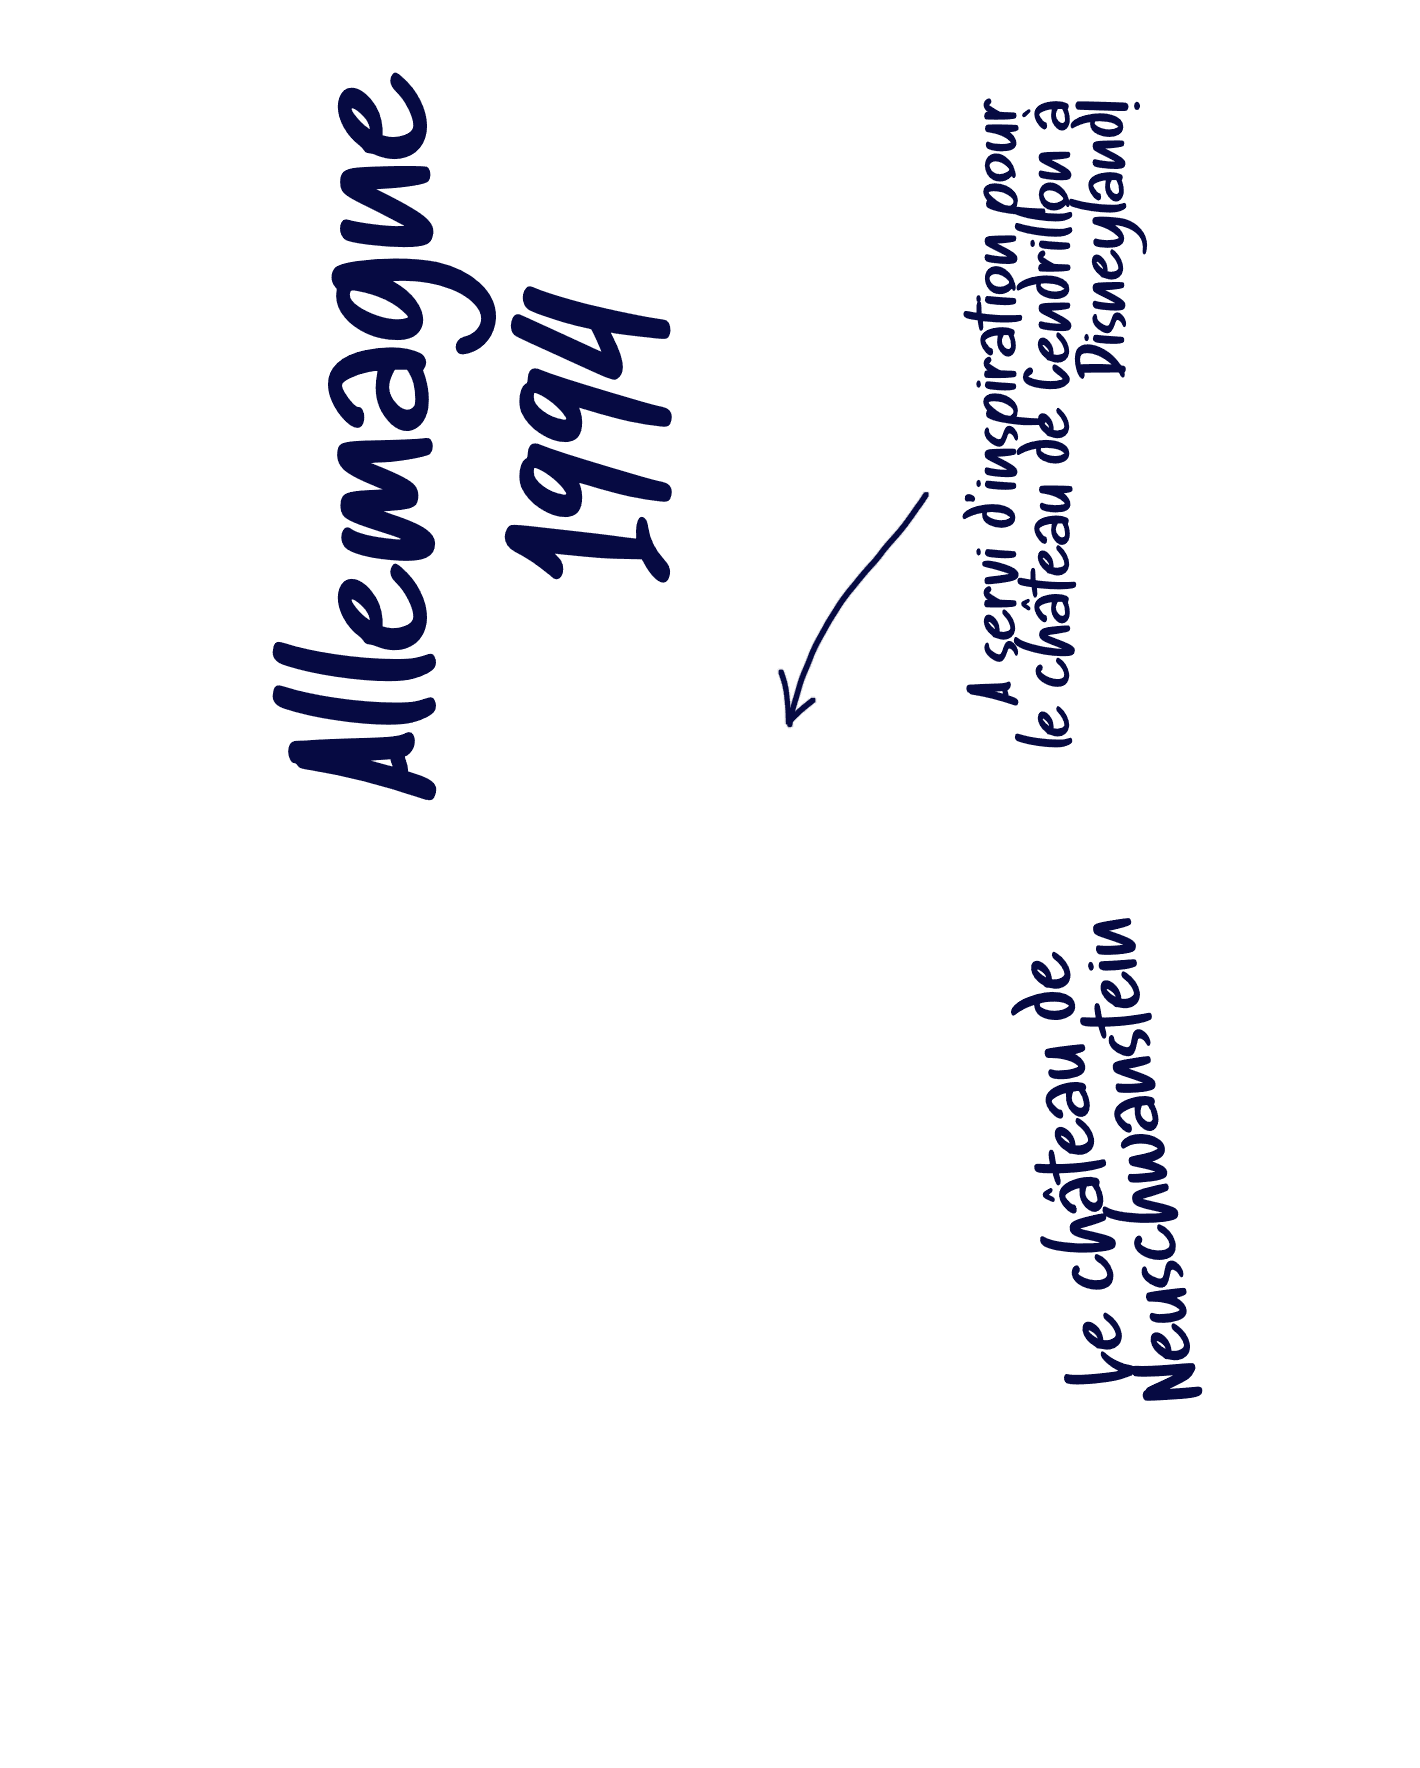 Allemagne
1994
A servi d'inspiration pour
le château de Cendrillon à
Disneyland!
Le château de
Neuschwanstein